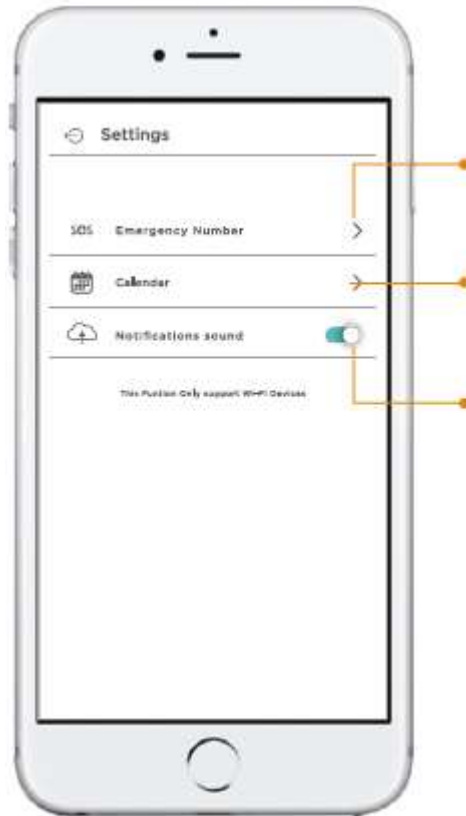 Settings
SOS Emergency Number
Calendar
Notifications sound
This Funtion Only support Wi-Fi Devices